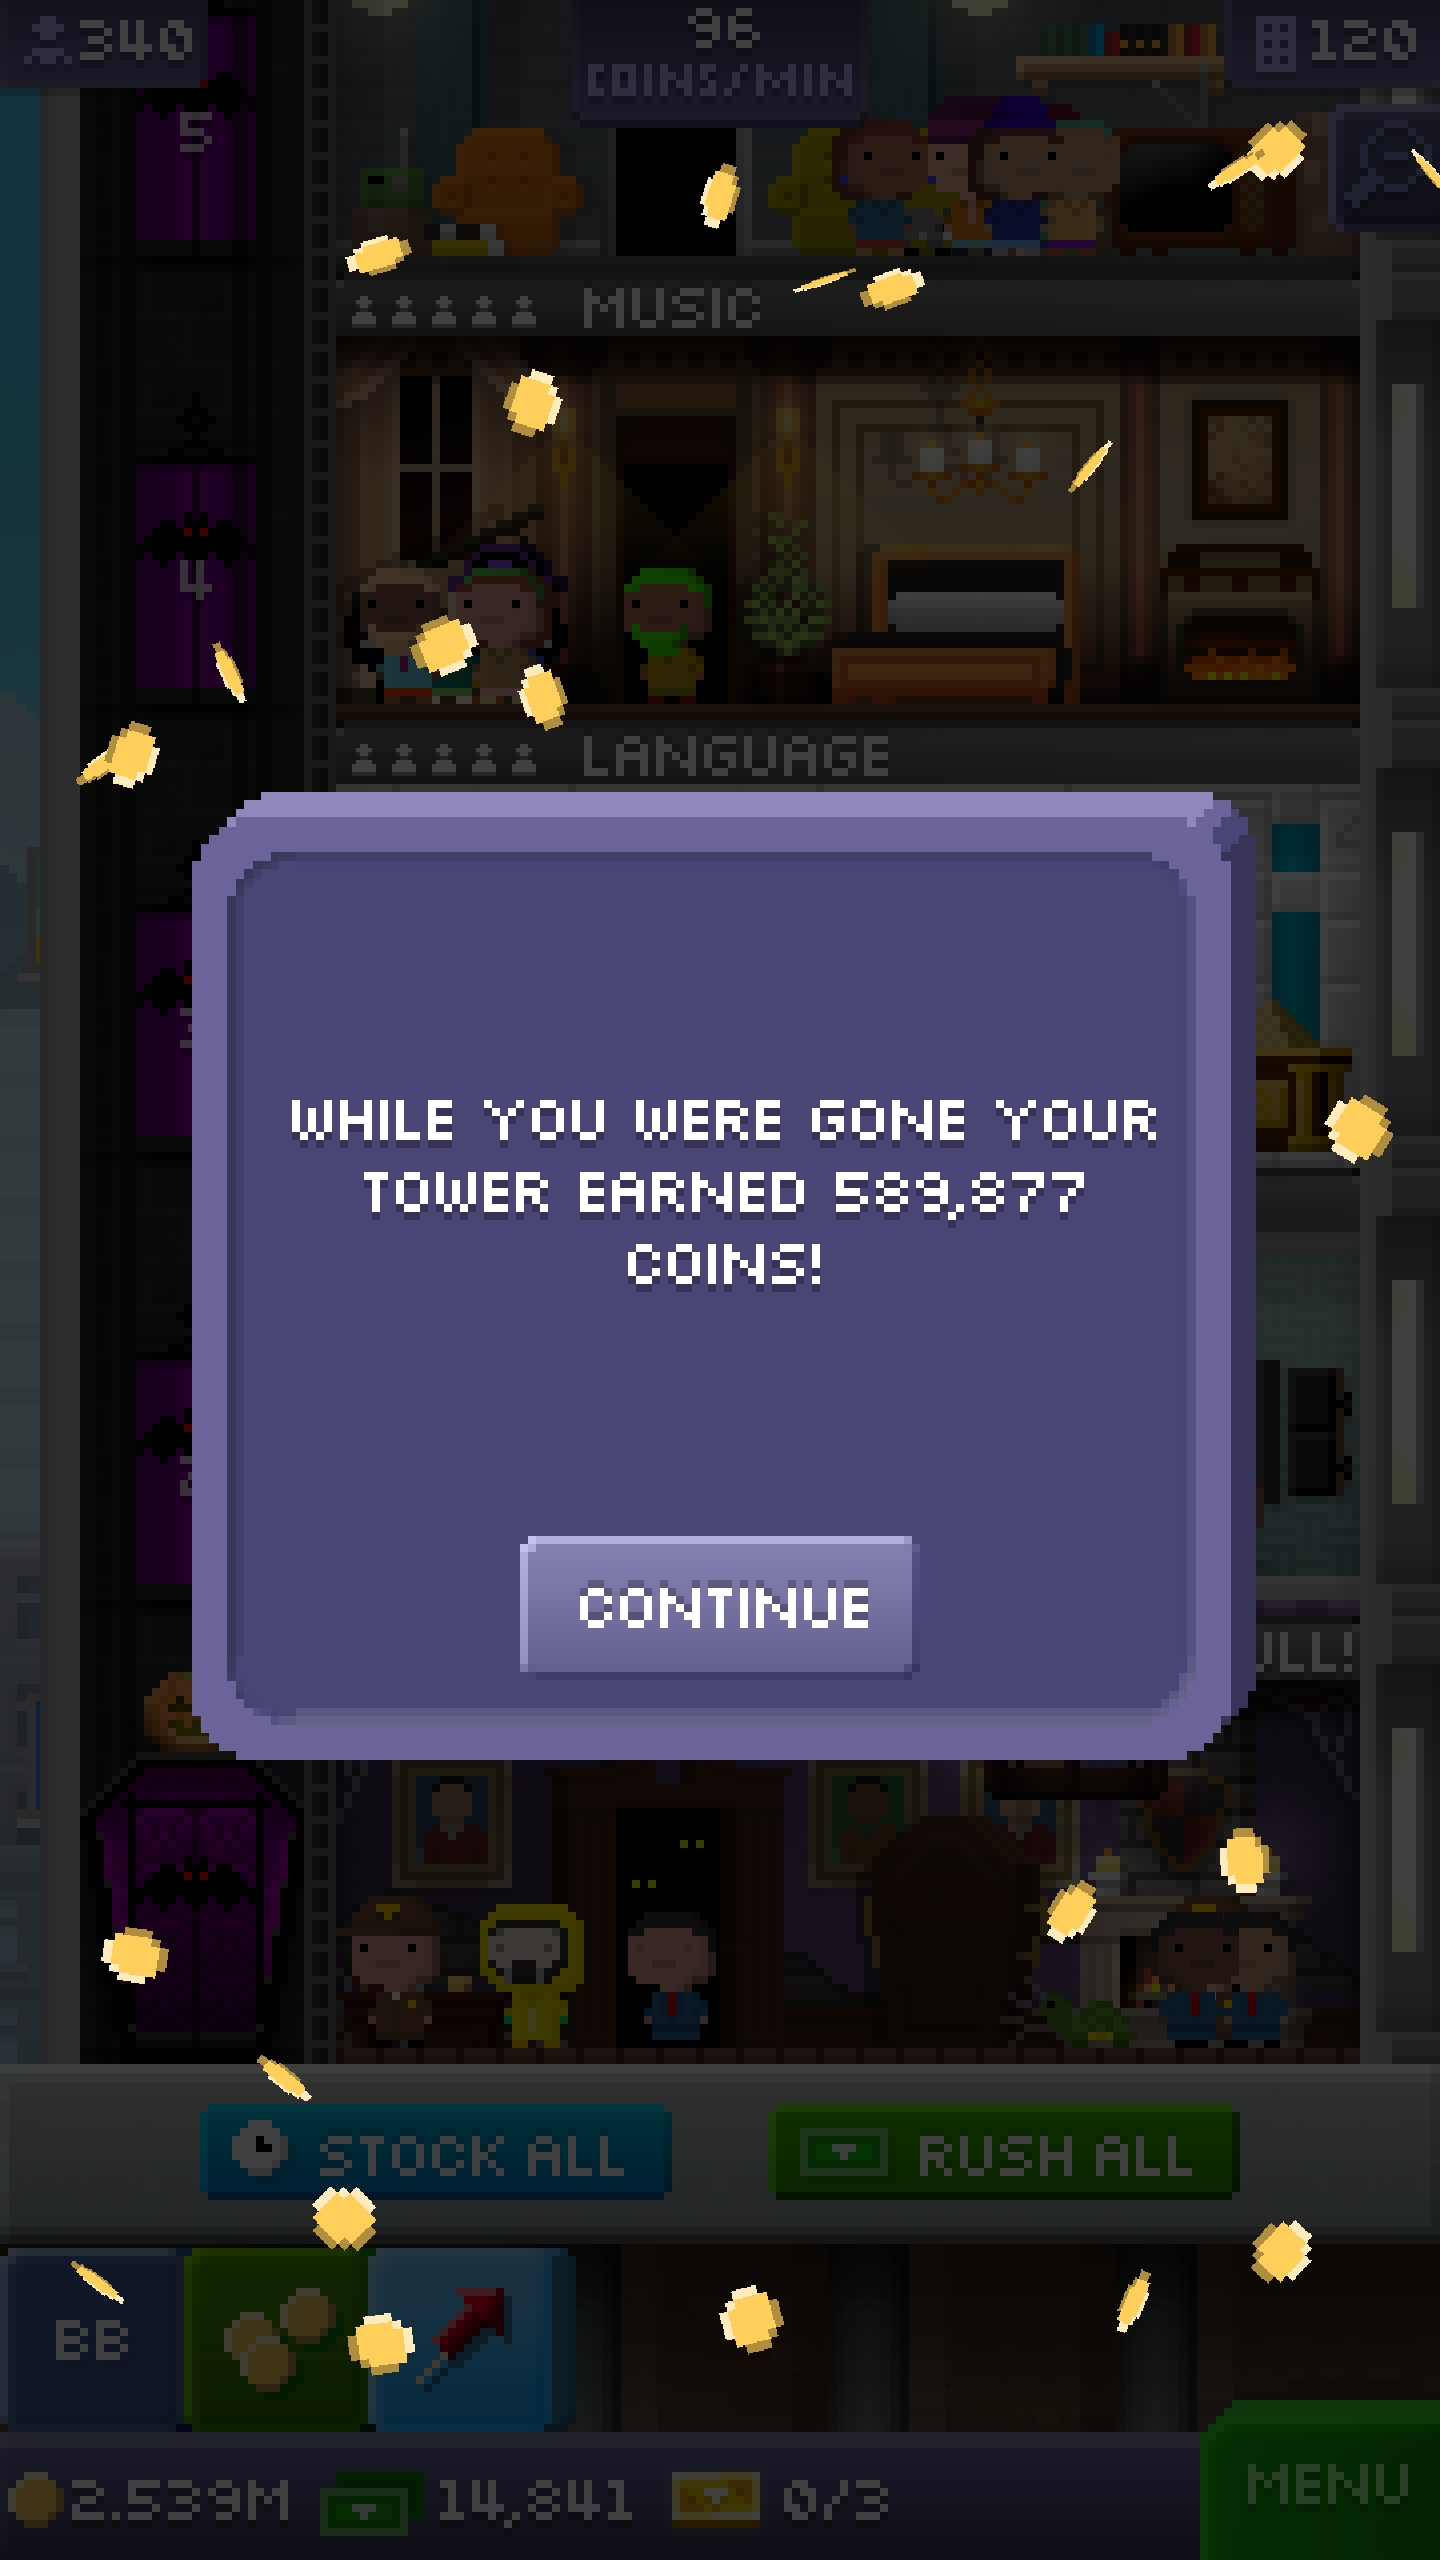 340
96
COINS/MIN
120
5
MUSIC
4
LANGUAGE
WHILE YOU WERE GONE YOUR
TOWER EARNED 589,877
COINS!
CONTINUE
STOCK ALL
RUSH ALL
BB
2.539M
14,841
0/3
MENU